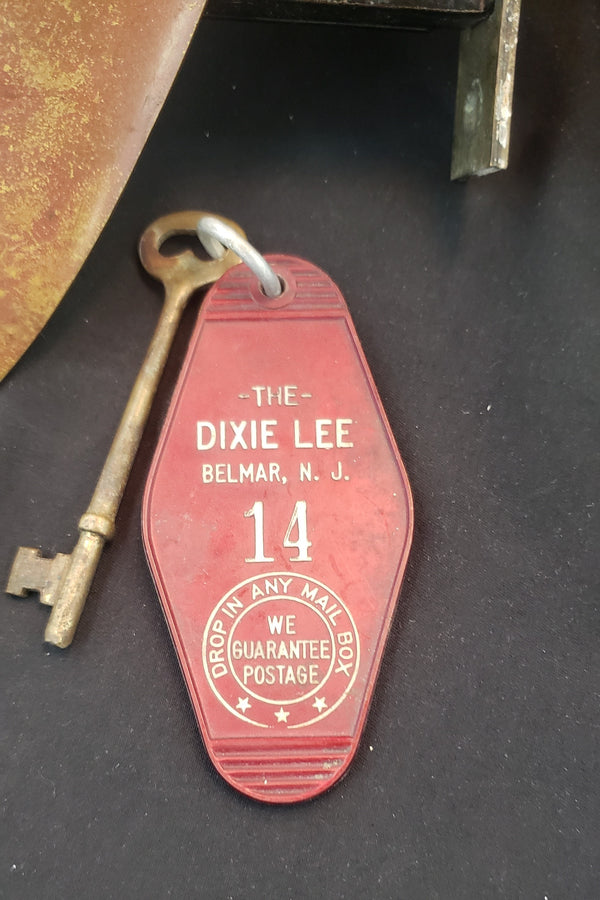 -THE-
DIXIE LEE
BELMAR, N. J.
14
DROP IN ANY MAIL BOX
WE
GUARANTEE
POSTAGE